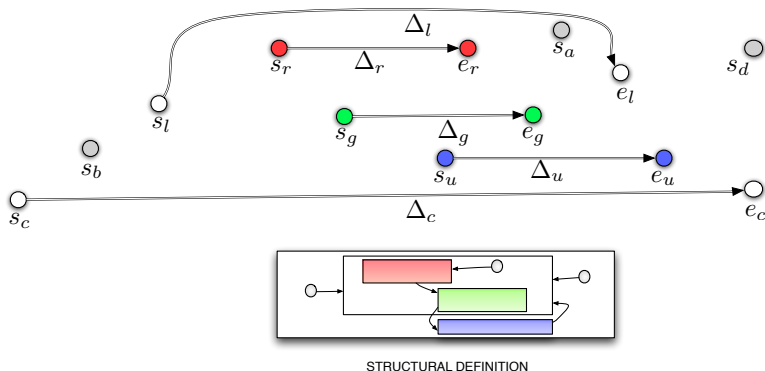 Δ_l
s_a
s_r
Δ_r
e_r
s_d
e_l
s_l
s_g
Δ_g
e_g
s_b
s_u
Δ_u
e_u
s_c
Δ_c
e_c
STRUCTURAL DEFINITION